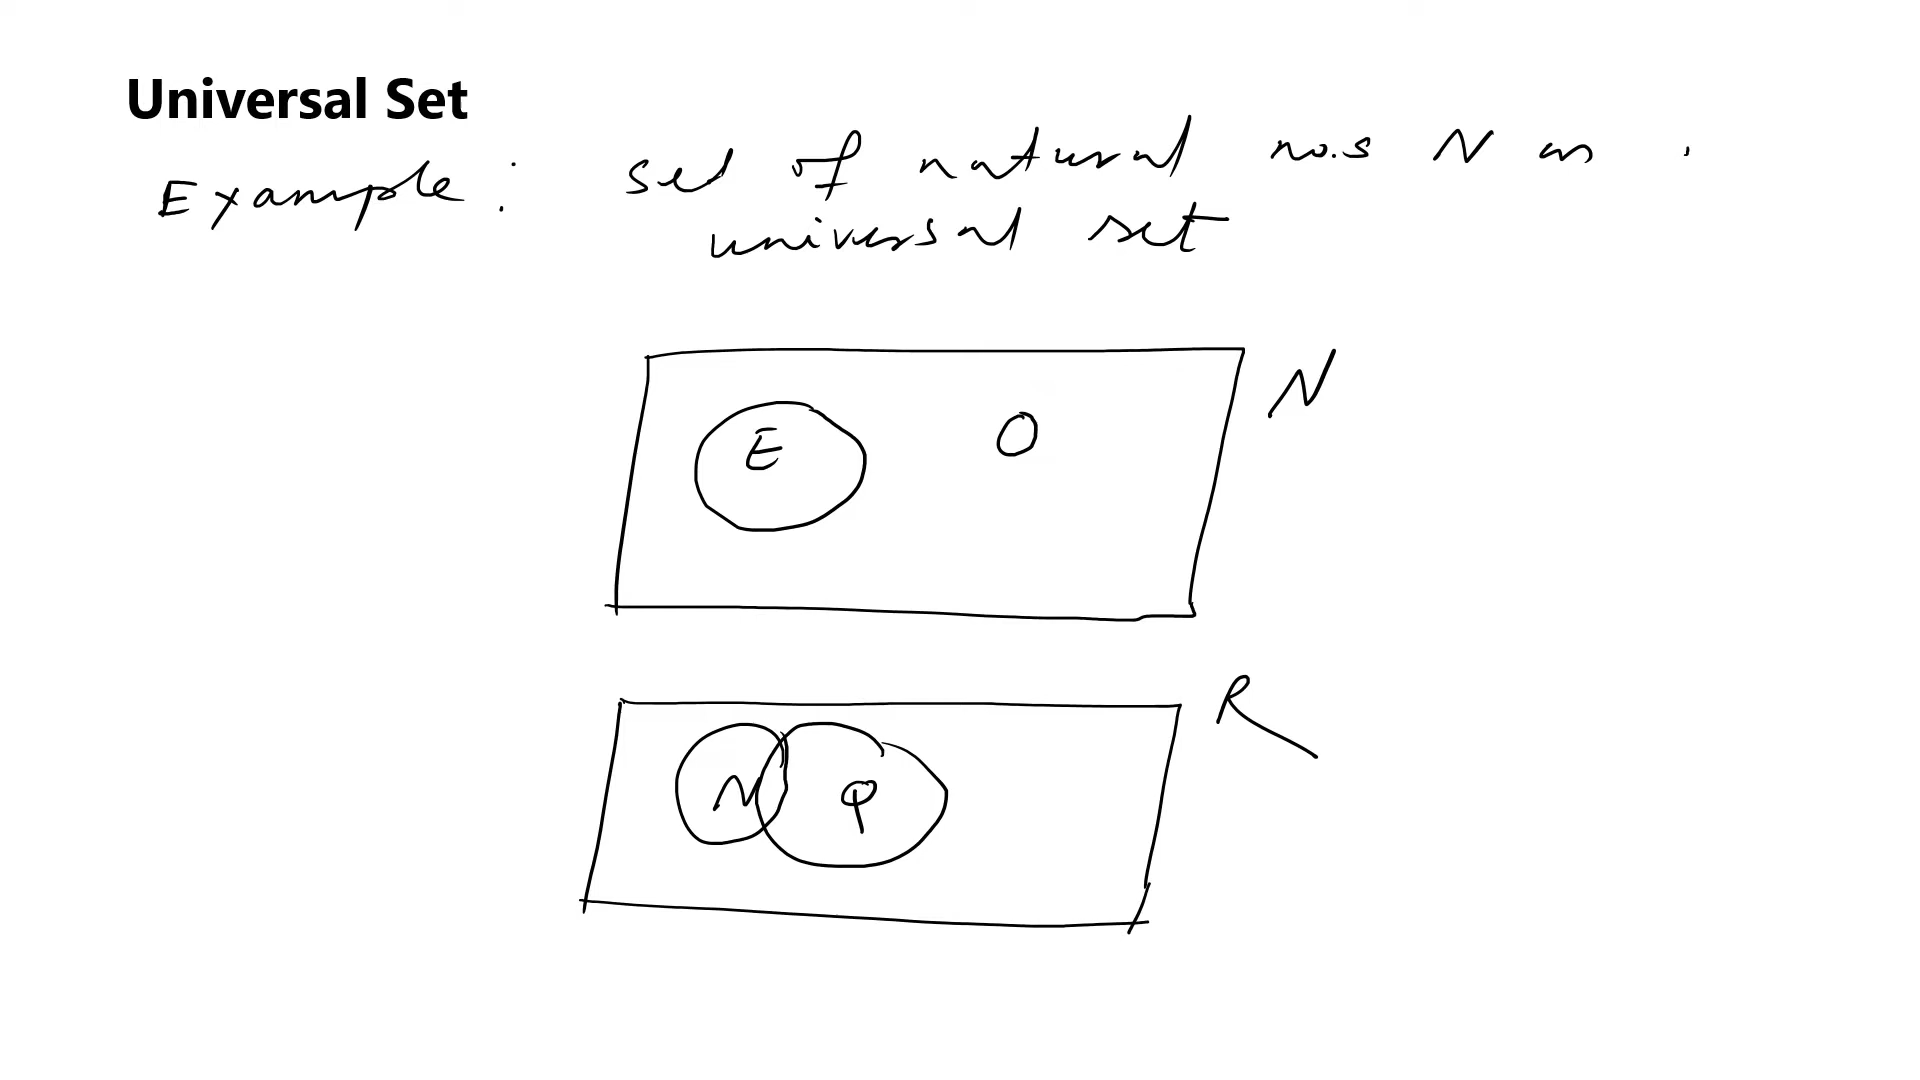 Universal Set
Example : set of natural no.s N as
universal set
N
E O
R
N Q